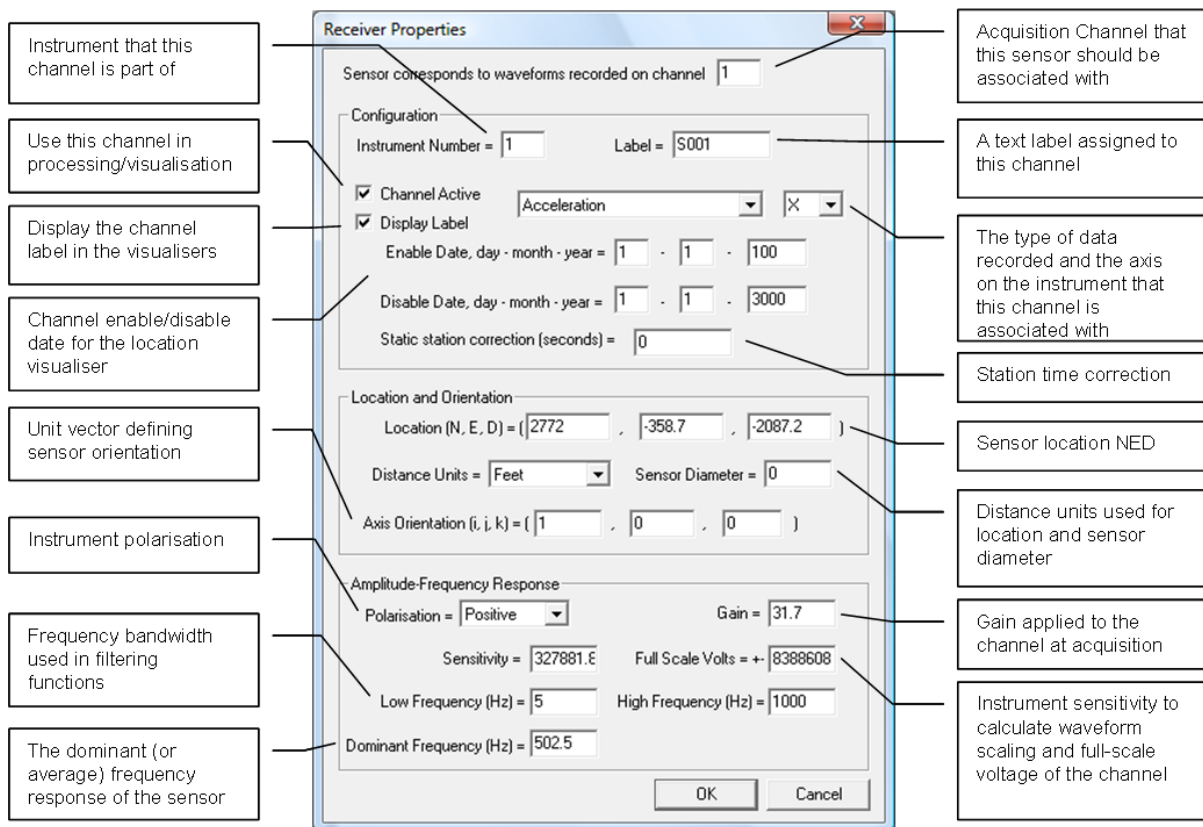 Instrument that this
channel is part of
Use this channel in
processing/visualisation
Display the channel
label in the visualisers
Channel enable/disable
date for the location
visualiser
Unit vector defining
sensor orientation
Instrument polarisation
Frequency bandwidth
used in filtering
functions
The dominant (or
average) frequency
response of the sensor
Receiver Properties
Sensor corresponds to waveforms recorded on channel 1
Configuration
Instrument Number = 1 Label = S001
Channel Active Acceleration X
Display Label
Enable Date, day - month - year = 1 - 1 - 100
Disable Date, day - month - year = 1 - 1 - 3000
Static station correction (seconds) = 0
Location and Orientation
Location (N, E, D) = ( 2772 , -358.7 , -2087.2 )
Distance Units = Feet Sensor Diameter = 0
Axis Orientation (i, j, k) = ( 1 , 0 , 0 )
Amplitude-Frequency Response
Polarisation = Positive Gain = 31.7
Sensitivity = 327881.8 Full Scale Volts = +- 8388608
Low Frequency (Hz) = 5 High Frequency (Hz) = 1000
Dominant Frequency (Hz) = 502.5
OK Cancel
Acquisition Channel that
this sensor should be
associated with
A text label assigned to
this channel
The type of data
recorded and the axis
on the instrument that
this channel is
associated with
Station time correction
Sensor location NED
Distance units used for
location and sensor
diameter
Gain applied to the
channel at acquisition
Instrument sensitivity to
calculate waveform
scaling and full-scale
voltage of the channel